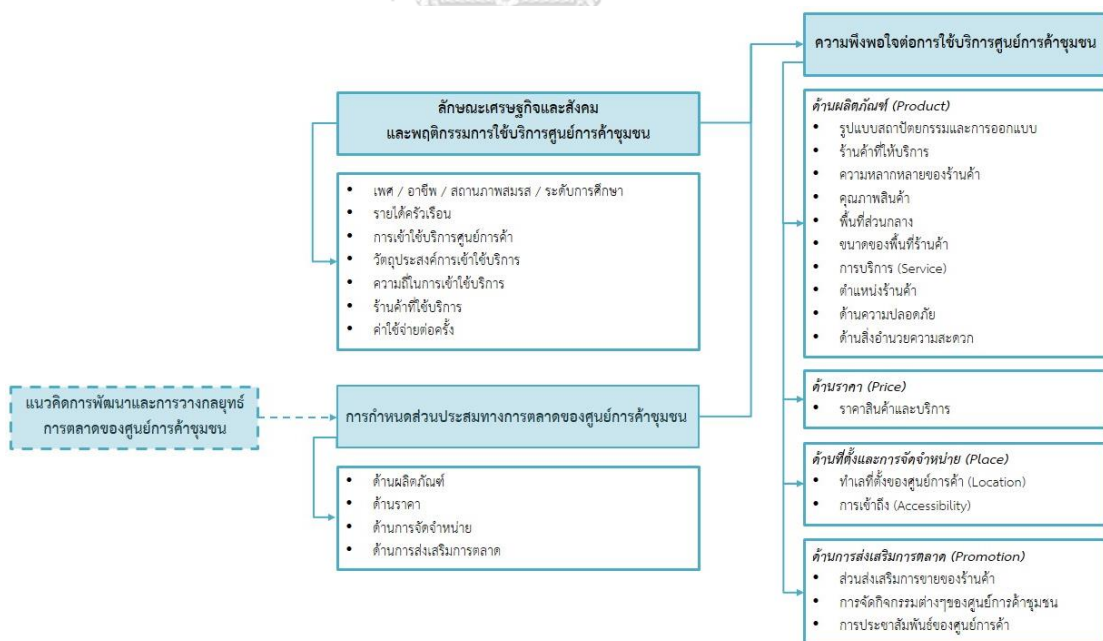 ความพึงพอใจต่อการใช้บริการศูนย์การค้าชุมชน
ลักษณะเศรษฐกิจและสังคม
และพฤติกรรมการใช้บริการศูนย์การค้าชุมชน
• เพศ / อาชีพ / สถานภาพสมรส / ระดับการศึกษา
• รายได้ครัวเรือน
• การเข้าใช้บริการศูนย์การค้า
• วัตถุประสงค์การเข้าใช้บริการ
• ความถี่ในการเข้าใช้บริการ
• ร้านค้าที่ใช้บริการ
• ค่าใช้จ่ายต่อครั้ง
แนวคิดการพัฒนาและการวางกลยุทธ์
การตลาดของศูนย์การค้าชุมชน
การกำหนดส่วนประสมทางการตลาดของศูนย์การค้าชุมชน
• ด้านผลิตภัณฑ์
• ด้านราคา
• ด้านการจัดจำหน่าย
• ด้านการส่งเสริมการตลาด
ด้านผลิตภัณฑ์ (Product)
• รูปแบบสถาปัตยกรรมและการออกแบบ
• ร้านค้าที่ให้บริการ
• ความหลากหลายของร้านค้า
• คุณภาพสินค้า
• พื้นที่ส่วนกลาง
• ขนาดของพื้นที่ร้านค้า
• การบริการ (Service)
• ตำแหน่งร้านค้า
• ด้านความปลอดภัย
• ด้านสิ่งอำนวยความสะดวก
ด้านราคา (Price)
• ราคาสินค้าและบริการ
ด้านที่ตั้งและการจัดจำหน่าย (Place)
• ทำเลที่ตั้งของศูนย์การค้า (Location)
• การเข้าถึง (Accessibility)
ด้านการส่งเสริมการตลาด (Promotion)
• ส่วนส่งเสริมการขายของร้านค้า
• การจัดกิจกรรมต่างๆของศูนย์การค้าชุมชน
• การประชาสัมพันธ์ของศูนย์การค้า